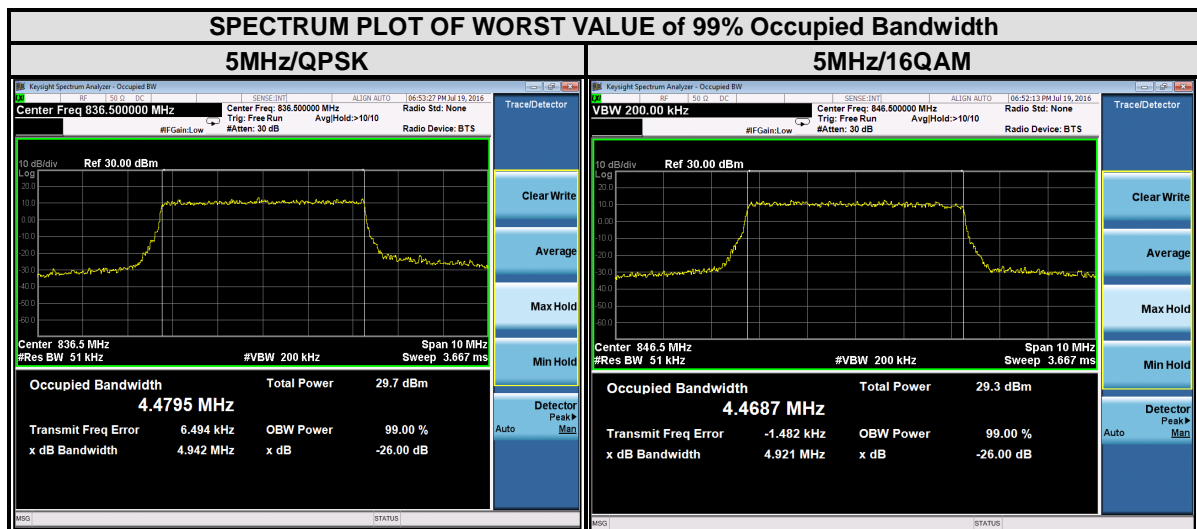 SPECTRUM PLOT OF WORST VALUE of 99% Occupied Bandwidth
5MHz/QPSK
Keysight Spectrum Analyzer - Occupied BW
RF 50 Ω DC SENSE:INT ALIGN AUTO 06:53:27 PM Jul 19, 2016
Center Freq 836.500000 MHz
Center Freq: 836.500000 MHz
Radio Std: None
Trig: Free Run Avg|Hold:>10/10
#IFGain:Low
#Atten: 30 dB
Radio Device: BTS
Trace/Detector
10 dB/div Ref 30.00 dBm
Log
20.0
10.0
0.00
-10.0
-20.0
-30.0
-40.0
-50.0
-60.0
Center 836.5 MHz Span 10 MHz
#Res BW 51 kHz #VBW 200 kHz Sweep 3.667 ms
Occupied Bandwidth Total Power 29.7 dBm
4.4795 MHz
Transmit Freq Error 6.494 kHz OBW Power 99.00 %
x dB Bandwidth 4.942 MHz x dB -26.00 dB
Clear Write
Average
Max Hold
Min Hold
Detector
Peak▶
Auto Man
MSG STATUS
5MHz/16QAM
Keysight Spectrum Analyzer - Occupied BW
RF 50 Ω DC SENSE:INT ALIGN AUTO 06:52:13 PM Jul 19, 2016
VBW 200.00 kHz
Center Freq: 846.500000 MHz
Radio Std: None
Trig: Free Run Avg|Hold:>10/10
#IFGain:Low
#Atten: 30 dB
Radio Device: BTS
Trace/Detector
10 dB/div Ref 30.00 dBm
Log
20.0
10.0
0.00
-10.0
-20.0
-30.0
-40.0
-50.0
-60.0
Center 846.5 MHz Span 10 MHz
#Res BW 51 kHz #VBW 200 kHz Sweep 3.667 ms
Occupied Bandwidth Total Power 29.3 dBm
4.4687 MHz
Transmit Freq Error -1.482 kHz OBW Power 99.00 %
x dB Bandwidth 4.921 MHz x dB -26.00 dB
Clear Write
Average
Max Hold
Min Hold
Detector
Peak▶
Auto Man
MSG STATUS